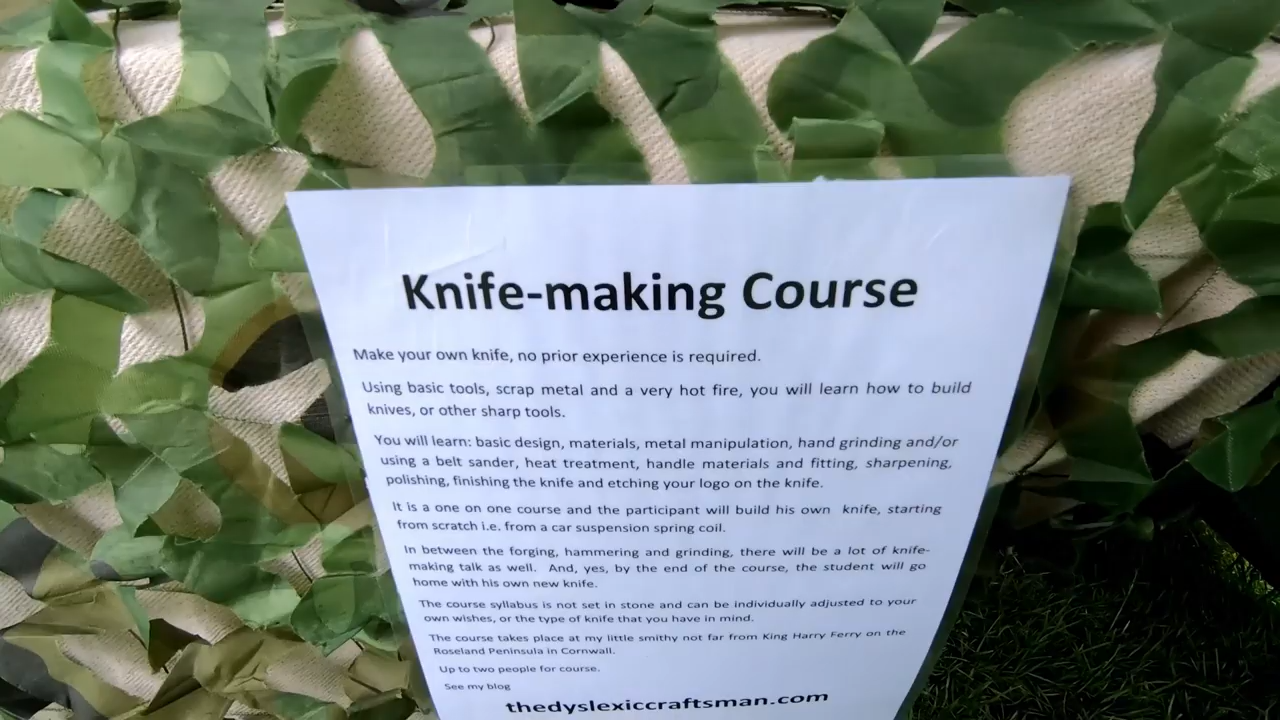 Knife-making Course
Make your own knife, no prior experience is required.
Using basic tools, scrap metal and a very hot fire, you will learn how to build
knives, or other sharp tools.
You will learn: basic design, materials, metal manipulation, hand grinding and/or
using a belt sander, heat treatment, handle materials and fitting, sharpening,
polishing, finishing the knife and etching your logo on the knife.
It is a one on one course and the participant will build his own knife, starting
from scratch i.e. from a car suspension spring coil.
In between the forging, hammering and grinding, there will be a lot of knife-
making talk as well. And, yes, by the end of the course, the student will go
home with his own new knife.
The course syllabus is not set in stone and can be individually adjusted to your
own wishes, or the type of knife that you have in mind.
The course takes place at my little smithy not far from King Harry Ferry on the
Roseland Peninsula in Cornwall.
Up to two people for course.
See my blog
thedyslexiccraftsman.com